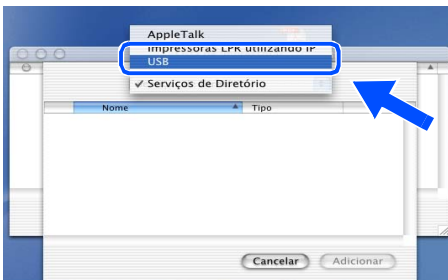 AppleTalk
Impressoras LPR utilizando IP
USB
✓ Serviços de Diretório
Nome Tipo
Cancelar Adicionar